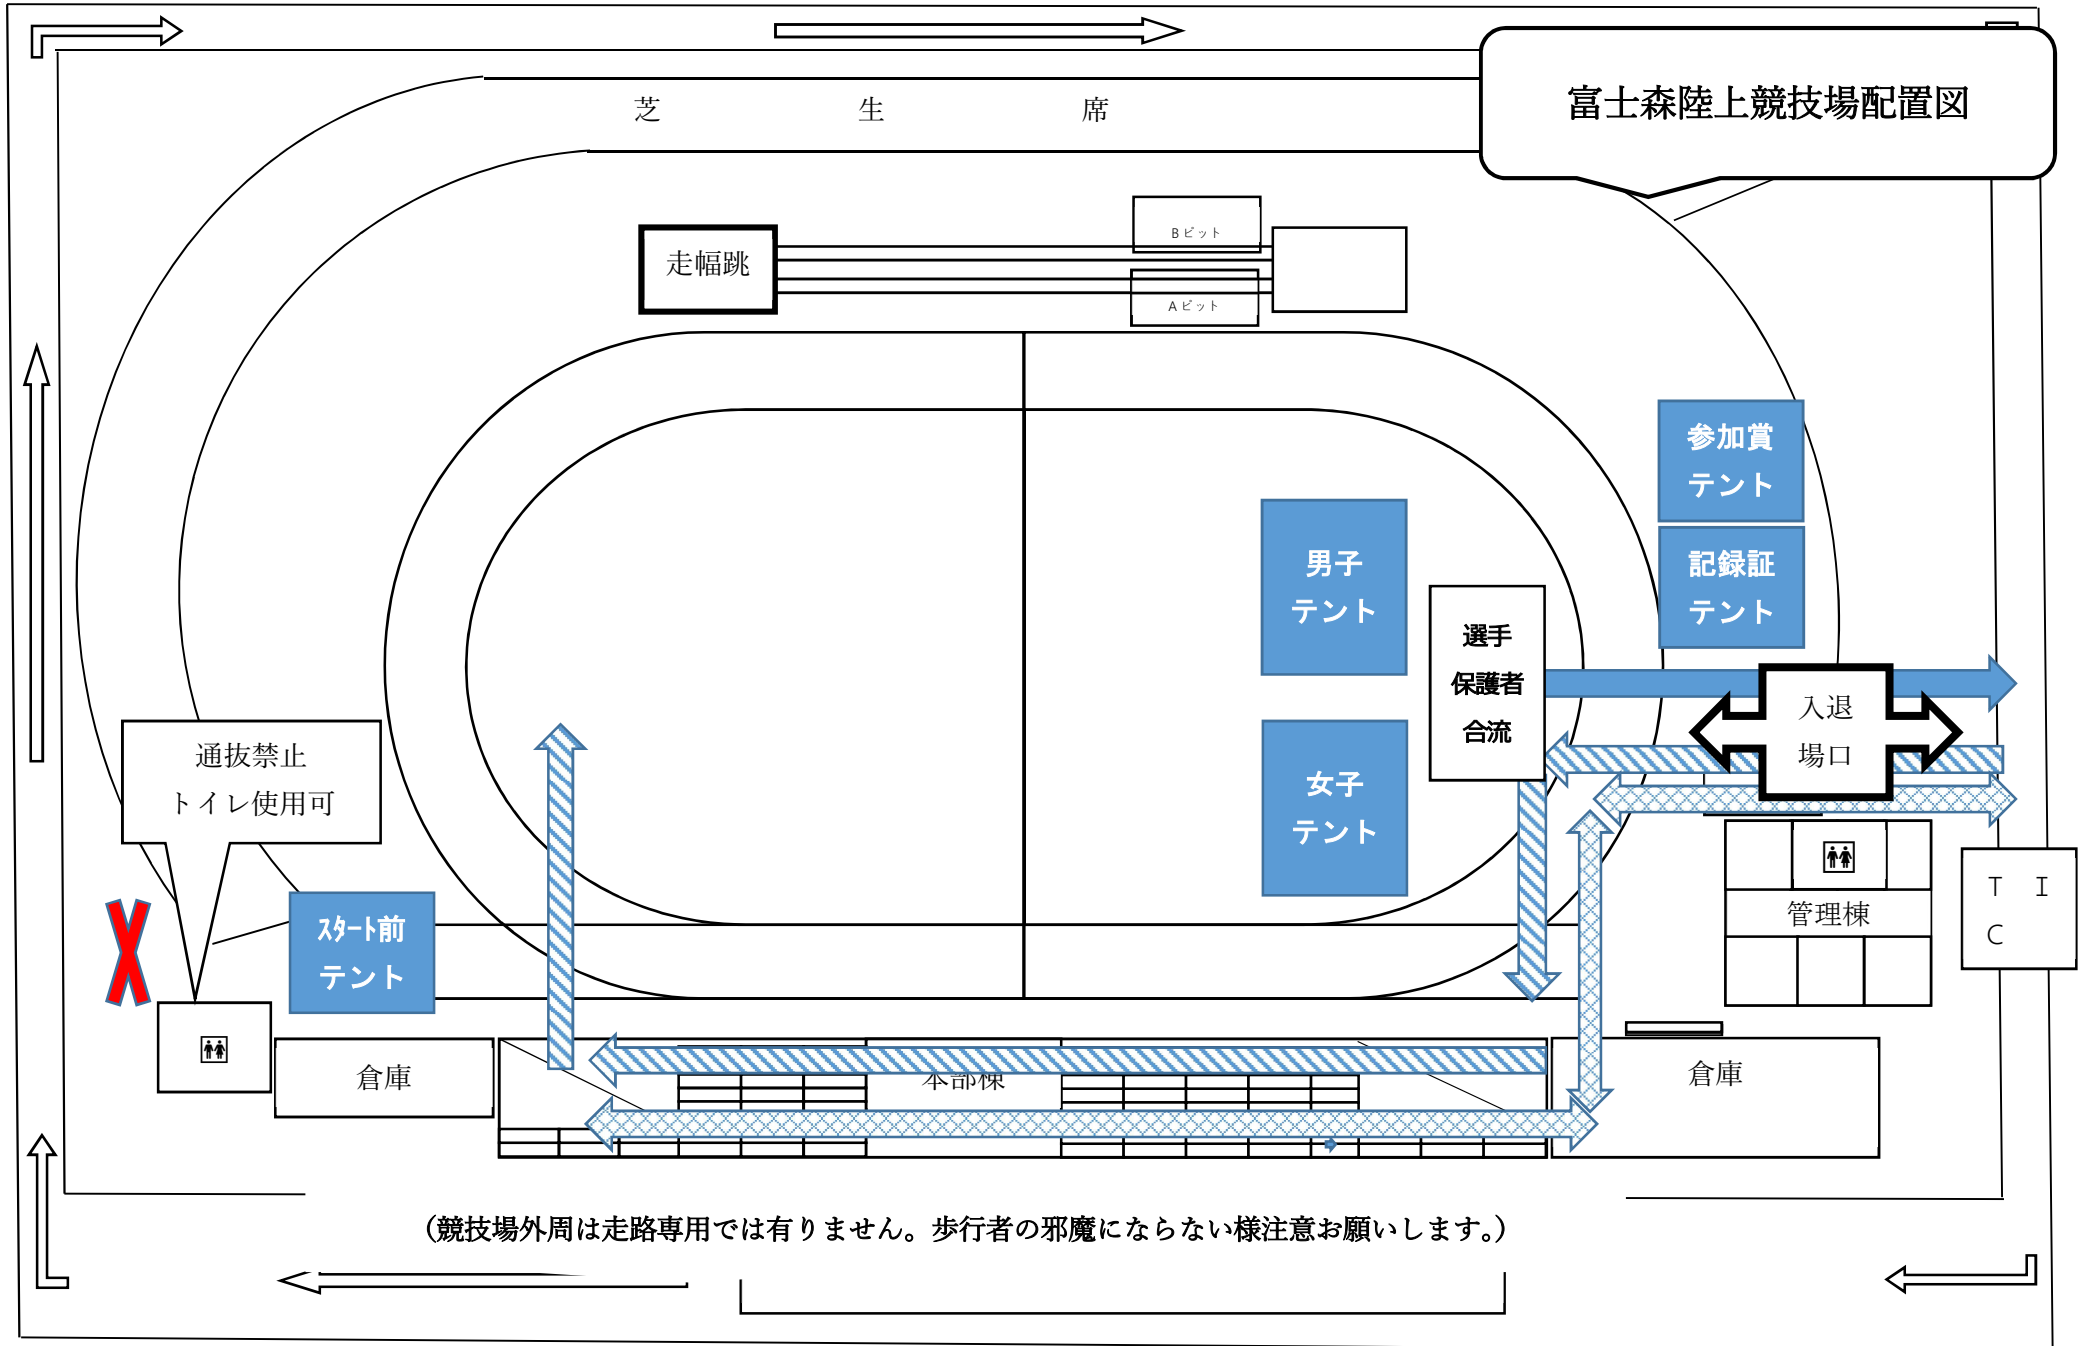 富士森陸上競技場配置図
芝 生 席
Bピット
走幅跳
Aピット
参加賞
テント
男子
テント
記録証
テント
選手
保護者
合流
入退
場口
通抜禁止
トイレ使用可
女子
テント
T I
C
管理棟
ｽﾀｰﾄ前
テント
倉庫
本部棟
倉庫
（競技場外周は走路専用では有りません。歩行者の邪魔にならない様注意お願いします。）